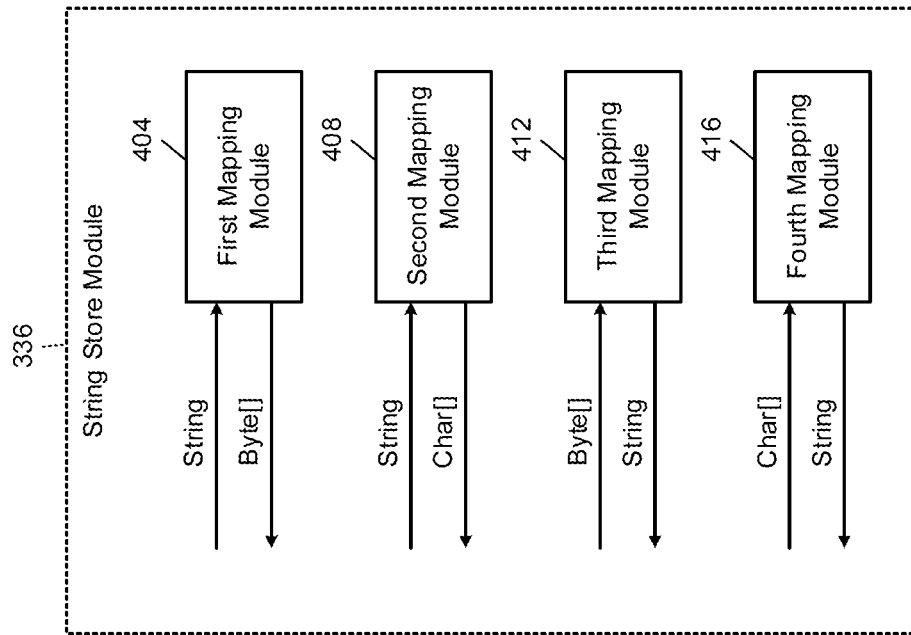 336
String Store Module
404
First Mapping
Module
String
Byte[]
408
Second Mapping
Module
String
Char[]
412
Third Mapping
Module
Byte[]
String
416
Fourth Mapping
Module
Char[]
String